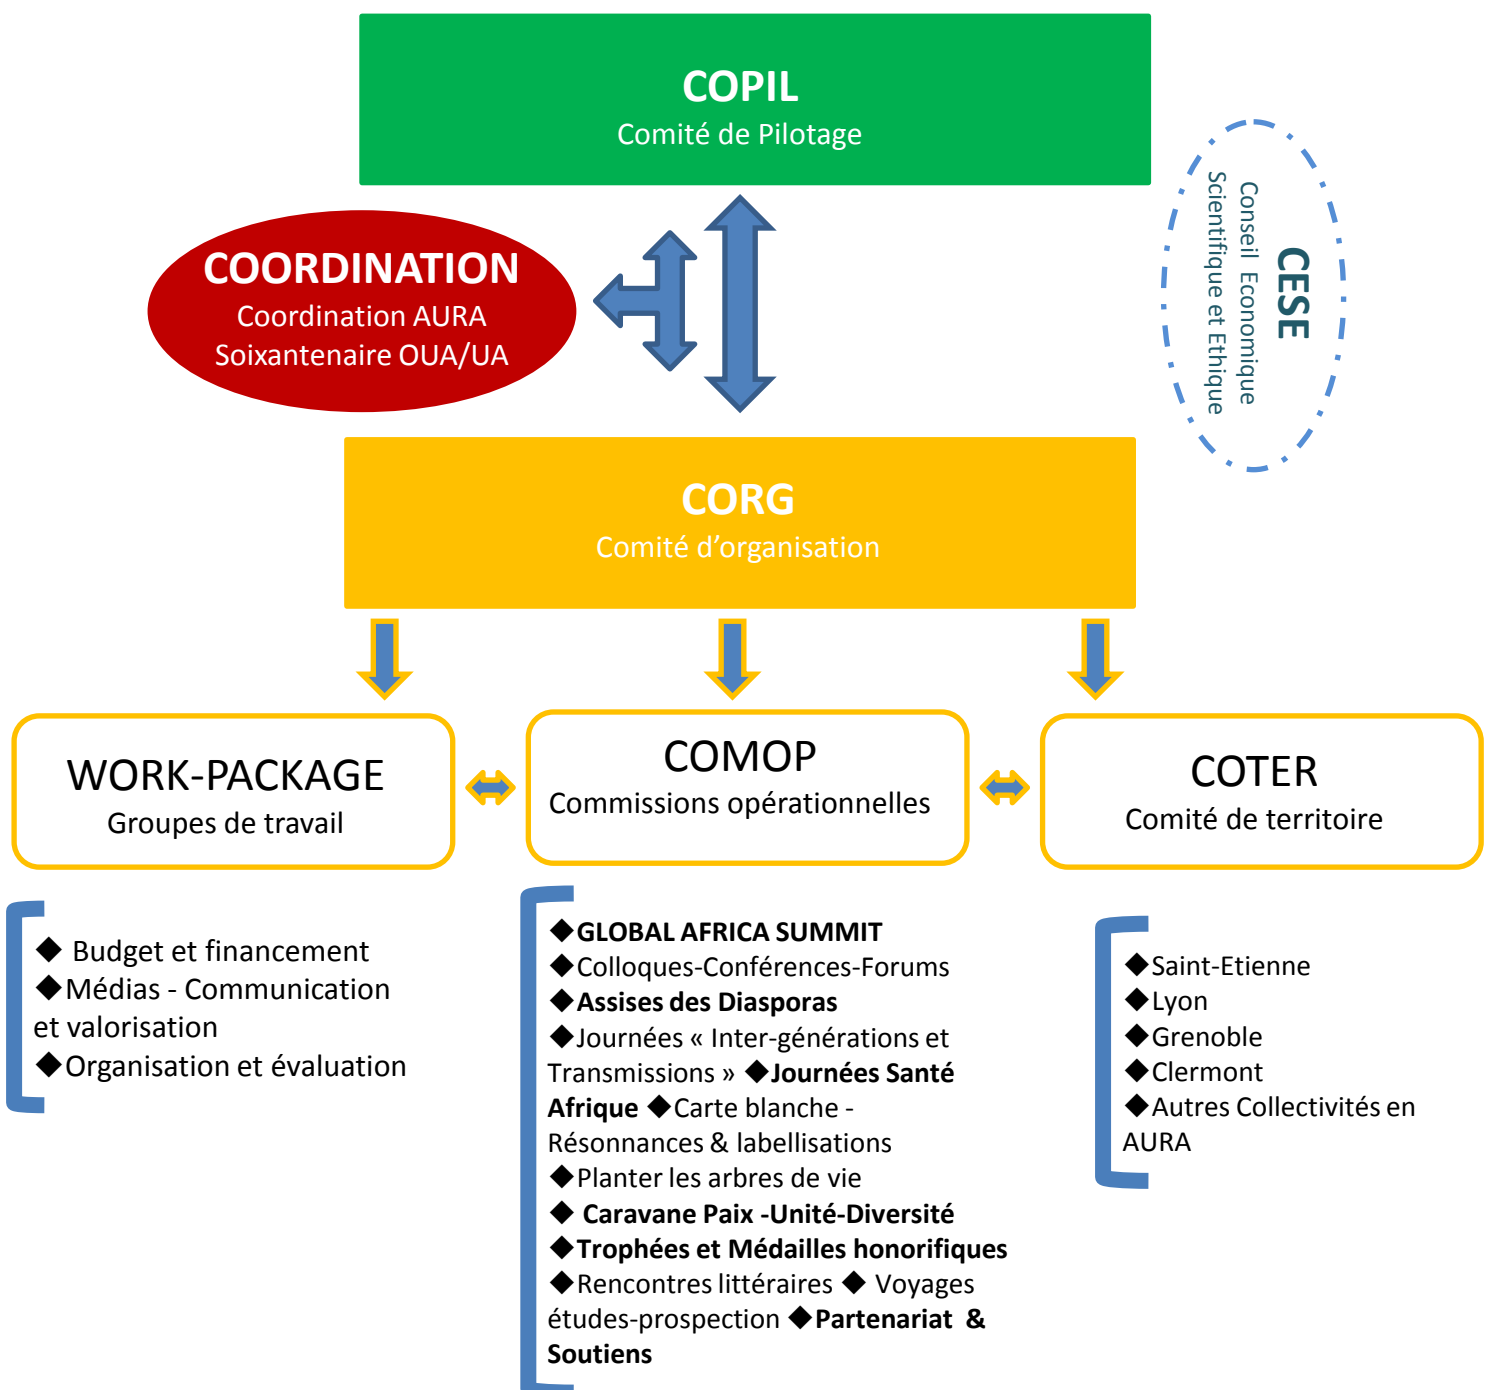 COPIL
Comité de Pilotage
CESE
Conseil Economique
Scientifique et Ethique
COORDINATION
Coordination AURA
Soixantenaire OUA/UA
CORG
Comité d’organisation
WORK-PACKAGE
Groupes de travail
COMOP
Commissions opérationnelles
COTER
Comité de territoire
◆ Budget et financement
◆Médias - Communication
et valorisation
◆Organisation et évaluation
◆GLOBAL AFRICA SUMMIT
◆Colloques-Conférences-Forums
◆Assises des Diasporas
◆Journées « Inter-générations et
Transmissions » ◆Journées Santé
Afrique ◆Carte blanche -
Résonnances & labellisations
◆Planter les arbres de vie
◆ Caravane Paix -Unité-Diversité
◆Trophées et Médailles honorifiques
◆Rencontres littéraires ◆ Voyages
études-prospection ◆Partenariat &
Soutiens
◆Saint-Etienne
◆Lyon
◆Grenoble
◆Clermont
◆Autres Collectivités en
AURA